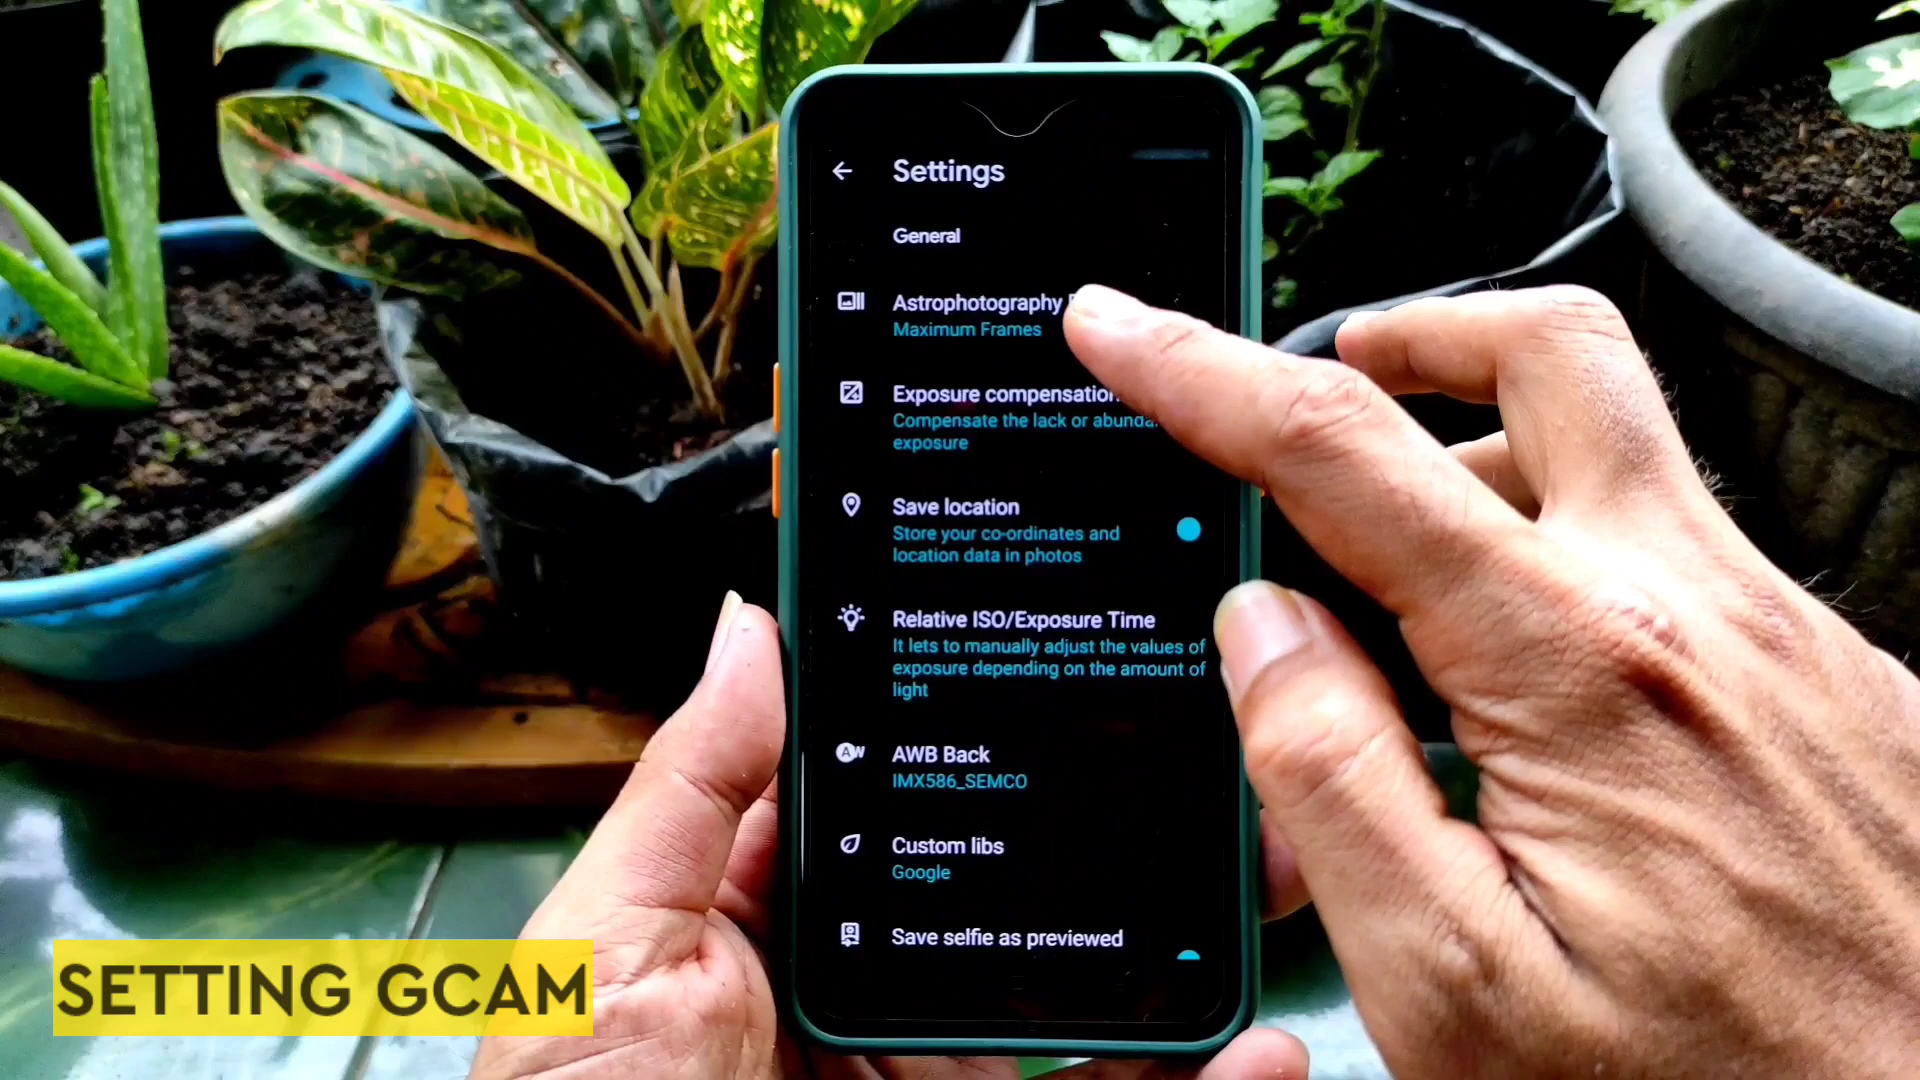 Settings
General
Astrophotography
Maximum Frames
Exposure compensation
Compensate the lack or
exposure
Save location
Store your co-ordinates and
location data in photos
Relative ISO/Exposure Time
It lets to manually adjust the values of
exposure depending on the amount of
light
AWB Back
IMX586_SEMCO
Custom libs
Google
Save selfie as previewed
SETTING GCAM